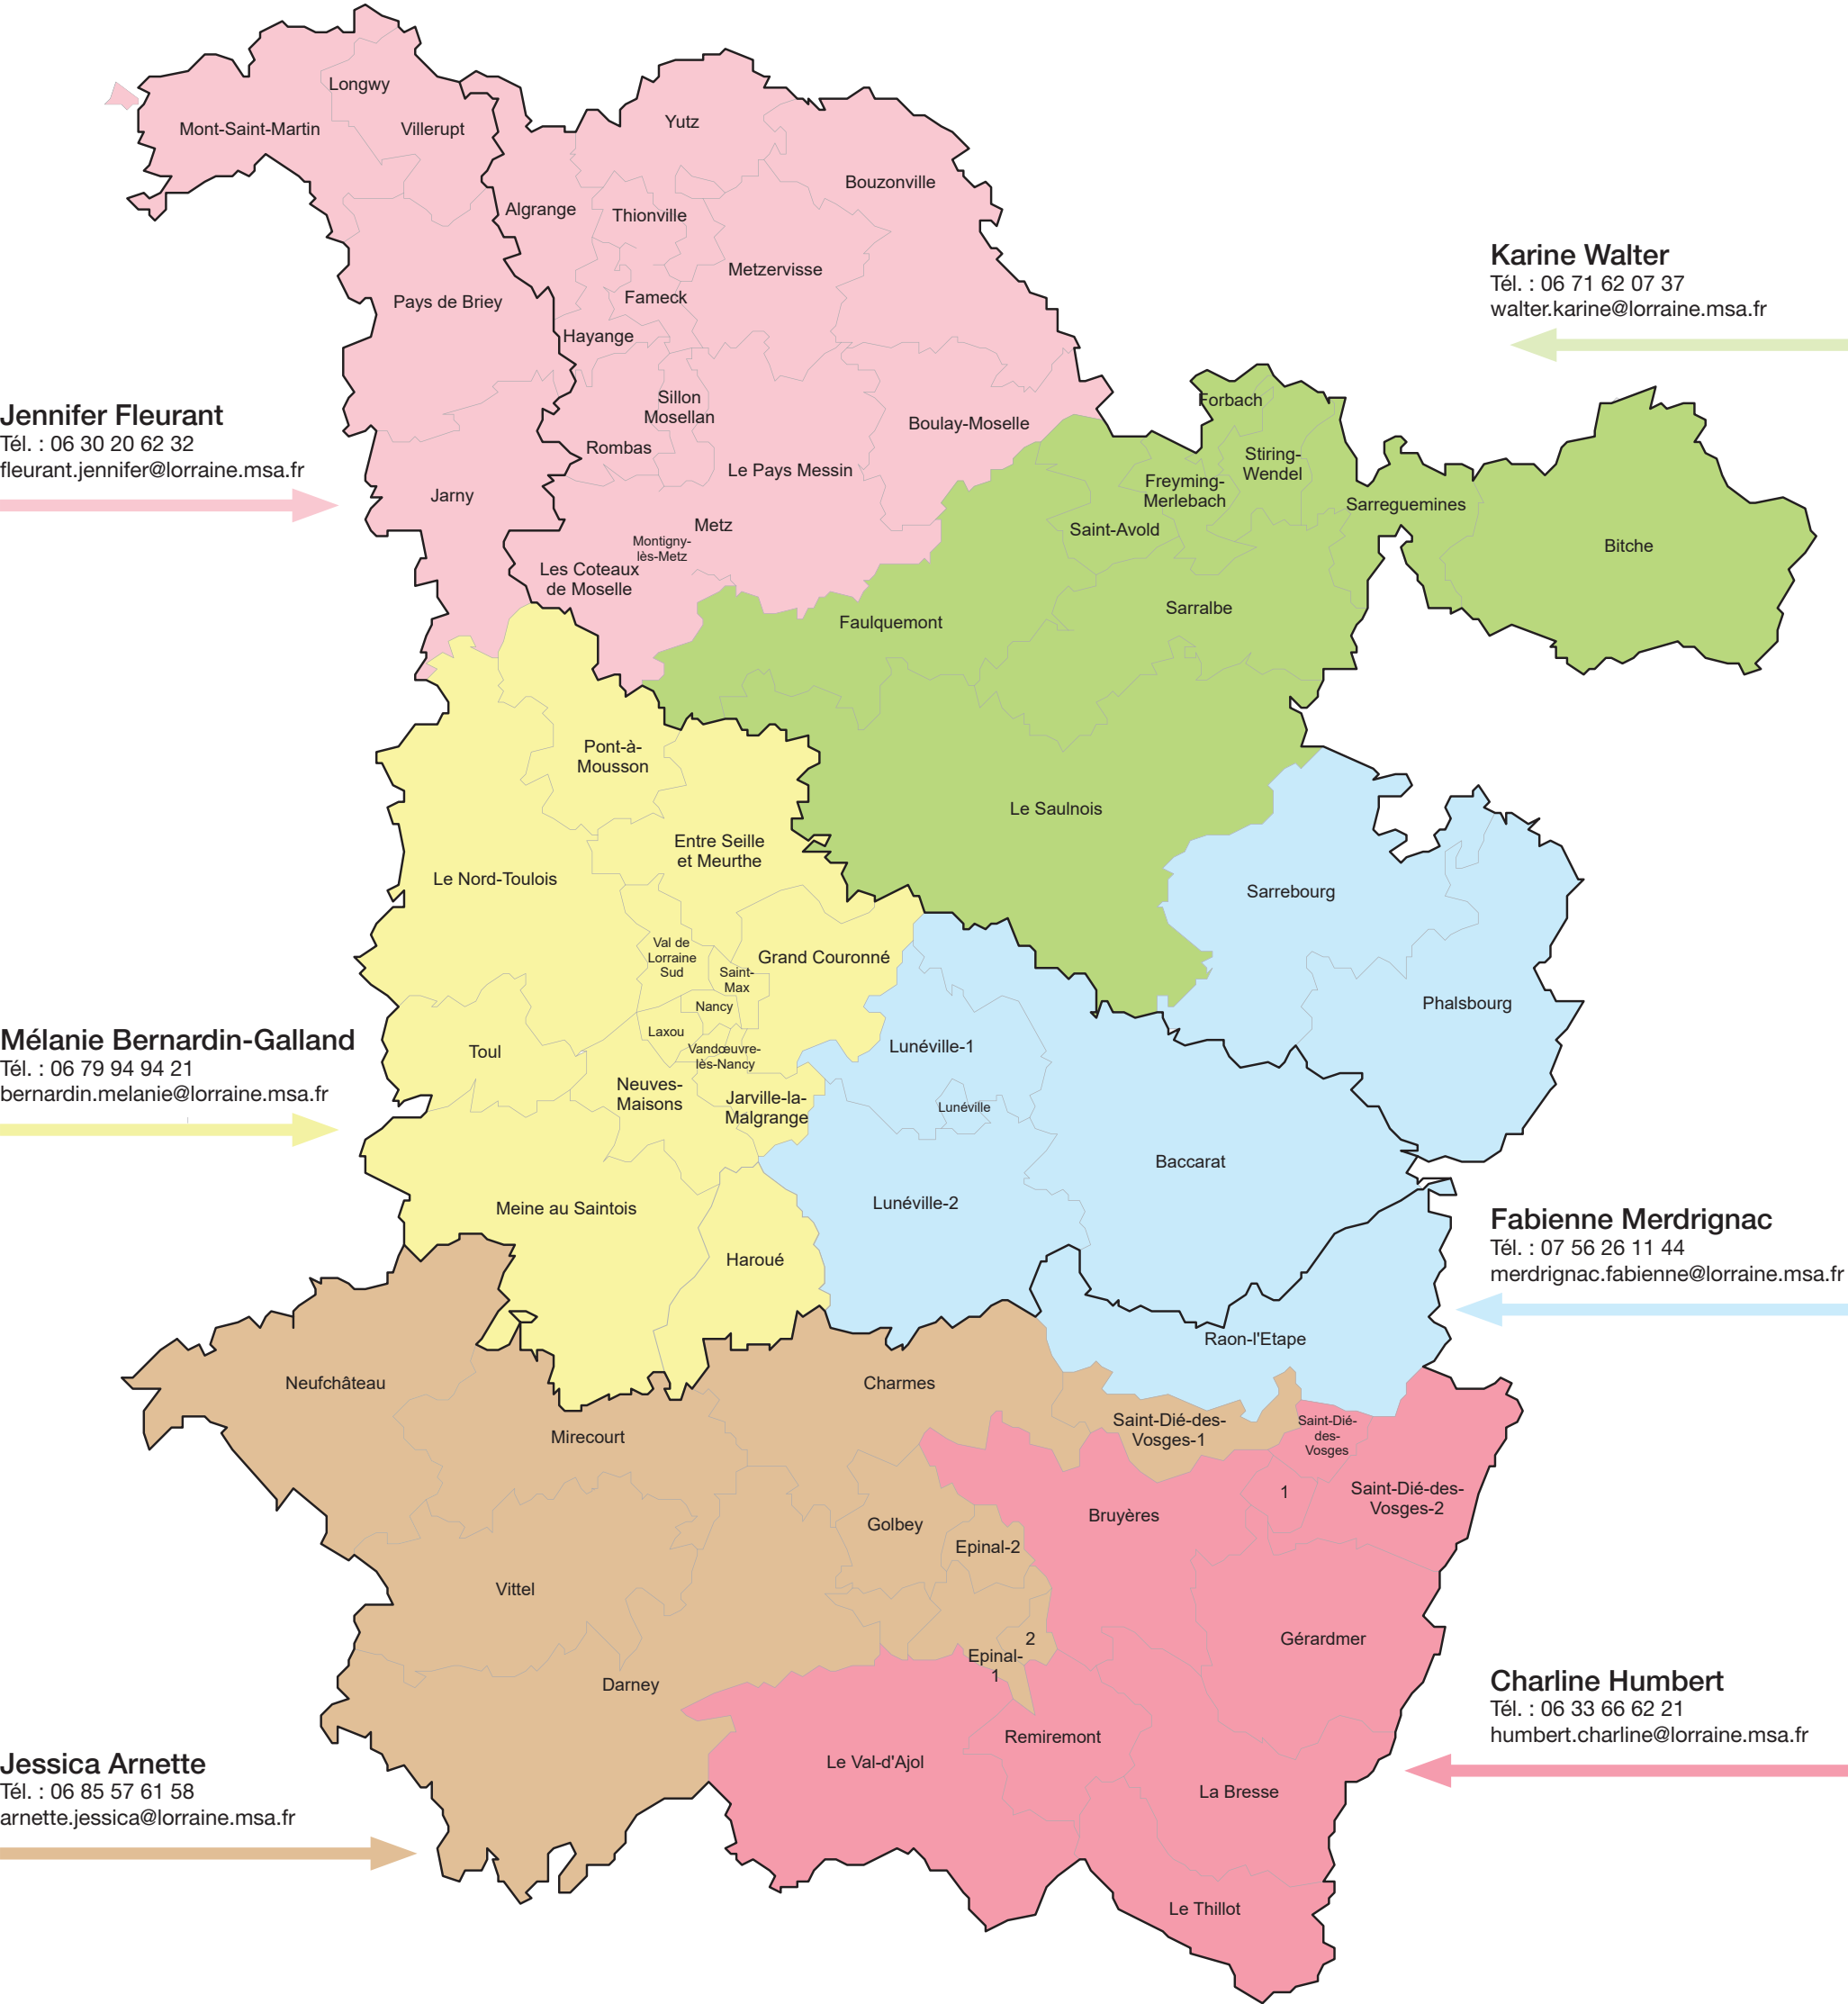 Longwy
Mont-Saint-Martin
Villerupt
Yutz
Bouzonville
Algrange
Thionville
Metzervisse
Pays de Briey
Fameck
Hayange
Karine Walter
Tél. : 06 71 62 07 37
walter.karine@lorraine.msa.fr
Jennifer Fleurant
Tél. : 06 30 20 62 32
fleurant.jennifer@lorraine.msa.fr
Sillon
Mosellan
Boulay-Moselle
Rombas
Le Pays Messin
Jarny
Metz
Montigny-
lès-Metz
Les Coteaux
de Moselle
Forbach
Stiring-
Wendel
Freyming-
Merlebach
Sarreguemines
Saint-Avold
Bitche
Faulquemont
Sarralbe
Le Saulnois
Pont-à-
Mousson
Entre Seille
et Meurthe
Le Nord-Toulois
Val de
Lorraine
Sud
Grand Couronné
Saint-
Max
Nancy
Laxou
Vandœuvre-
lès-Nancy
Toul
Neuves-
Maisons
Jarville-la-
Malgrange
Meine au Saintois
Haroué
Mélanie Bernardin-Galland
Tél. : 06 79 94 94 21
bernardin.melanie@lorraine.msa.fr
Sarrebourg
Phalsbourg
Lunéville-1
Lunéville
Baccarat
Lunéville-2
Raon-l'Etape
Fabienne Merdrignac
Tél. : 07 56 26 11 44
merdrignac.fabienne@lorraine.msa.fr
Neufchâteau
Charmes
Mirecourt
Saint-Dié-des-
Vosges-1
Golbey
Epinal-2
Vittel
2
Epinal-
1
Darney
Jessica Arnette
Tél. : 06 85 57 61 58
arnette.jessica@lorraine.msa.fr
Saint-Dié-
des-
Vosges
1
Saint-Dié-des-
Vosges-2
Bruyères
Gérardmer
Remiremont
Le Val-d'Ajol
La Bresse
Le Thillot
Charline Humbert
Tél. : 06 33 66 62 21
humbert.charline@lorraine.msa.fr